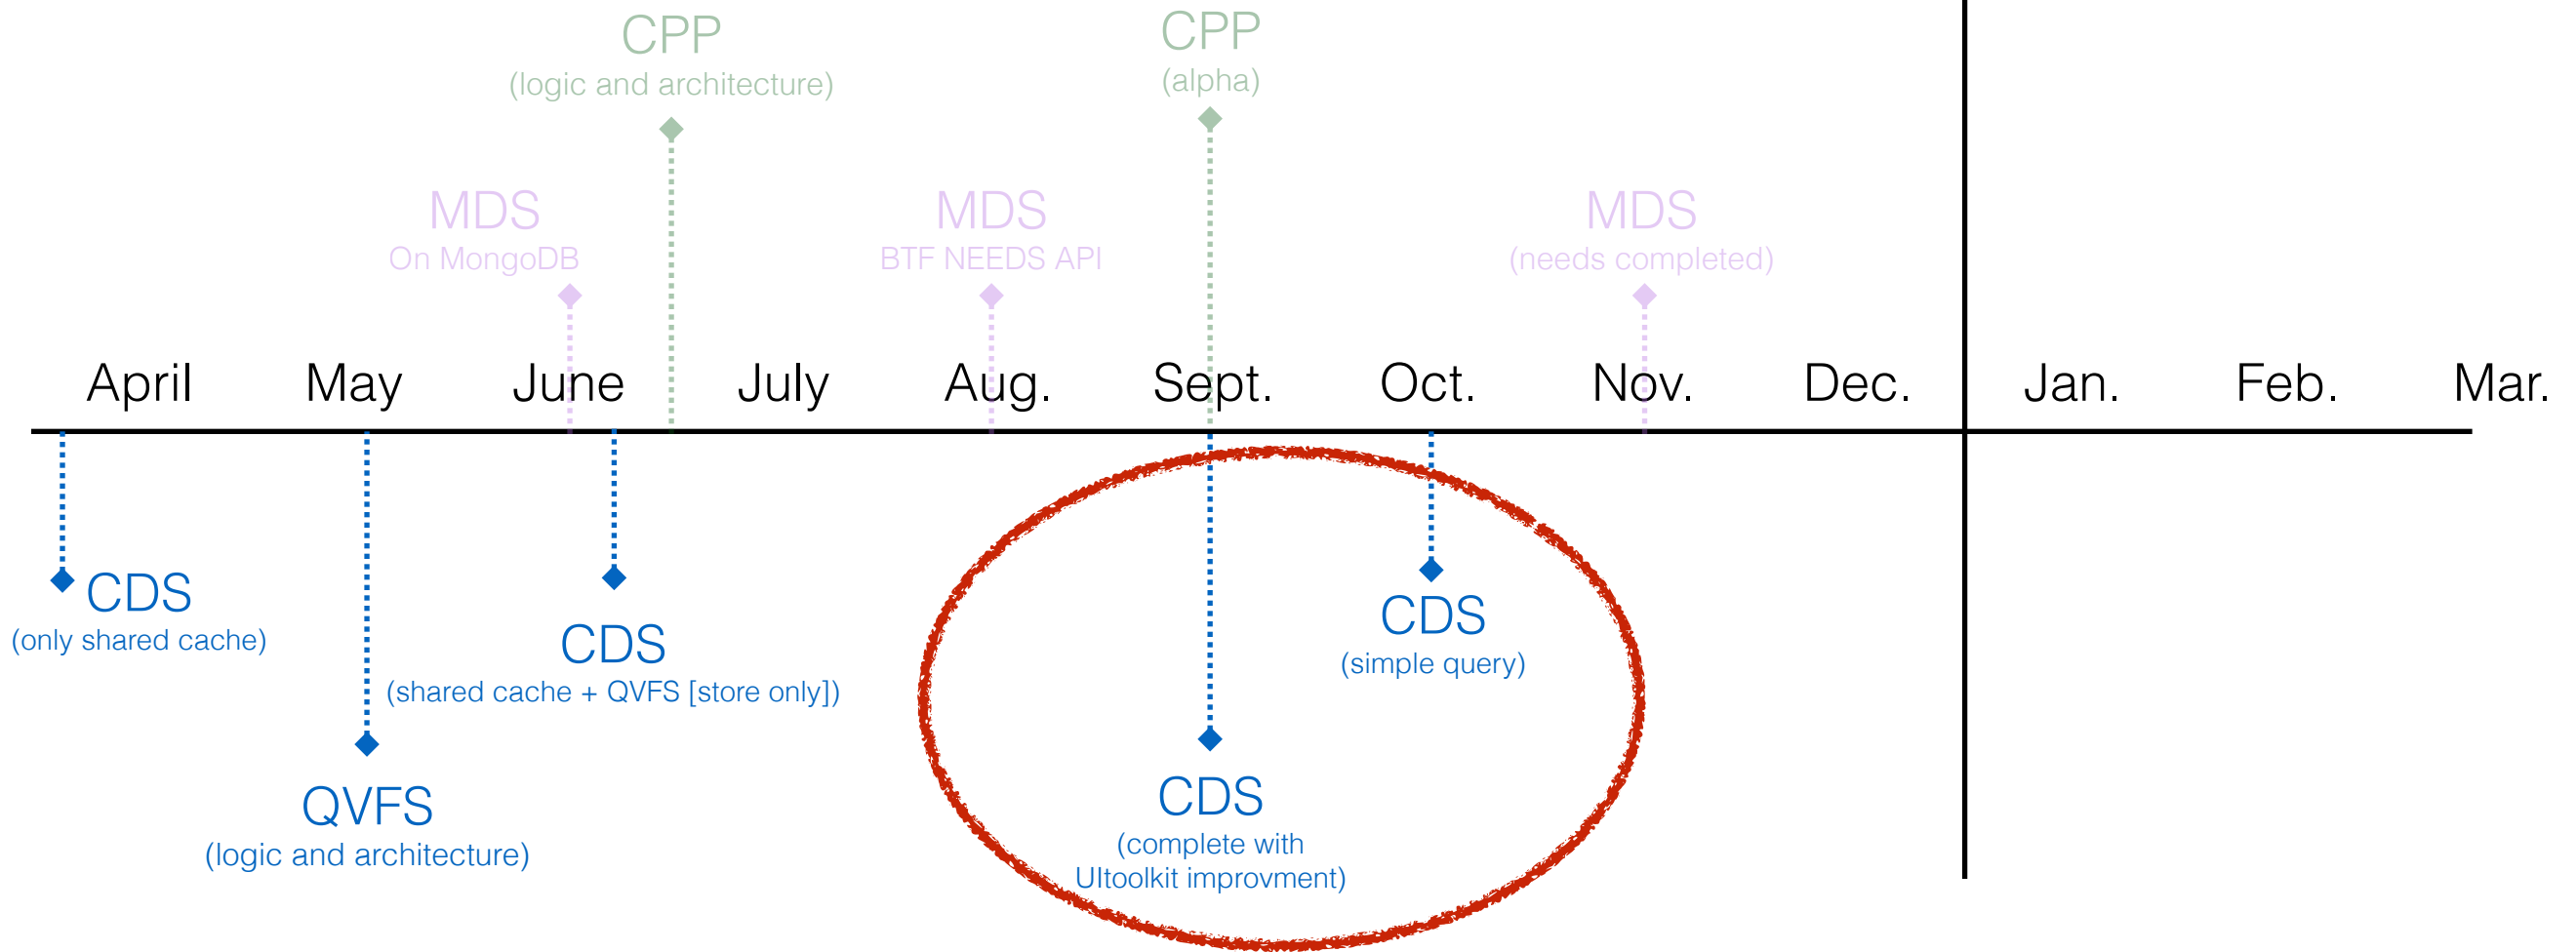 CPP
(logic and architecture)
CPP
(alpha)
MDS
On MongoDB
MDS
BTF NEEDS API
MDS
(needs completed)
April
May
June
July
Aug.
Sept.
Oct.
Nov.
Dec.
Jan.
Feb.
Mar.
CDS
(only shared cache)
QVFS
(logic and architecture)
CDS
(shared cache + QVFS [store only])
CDS
(complete with
UItoolkit improvment)
CDS
(simple query)